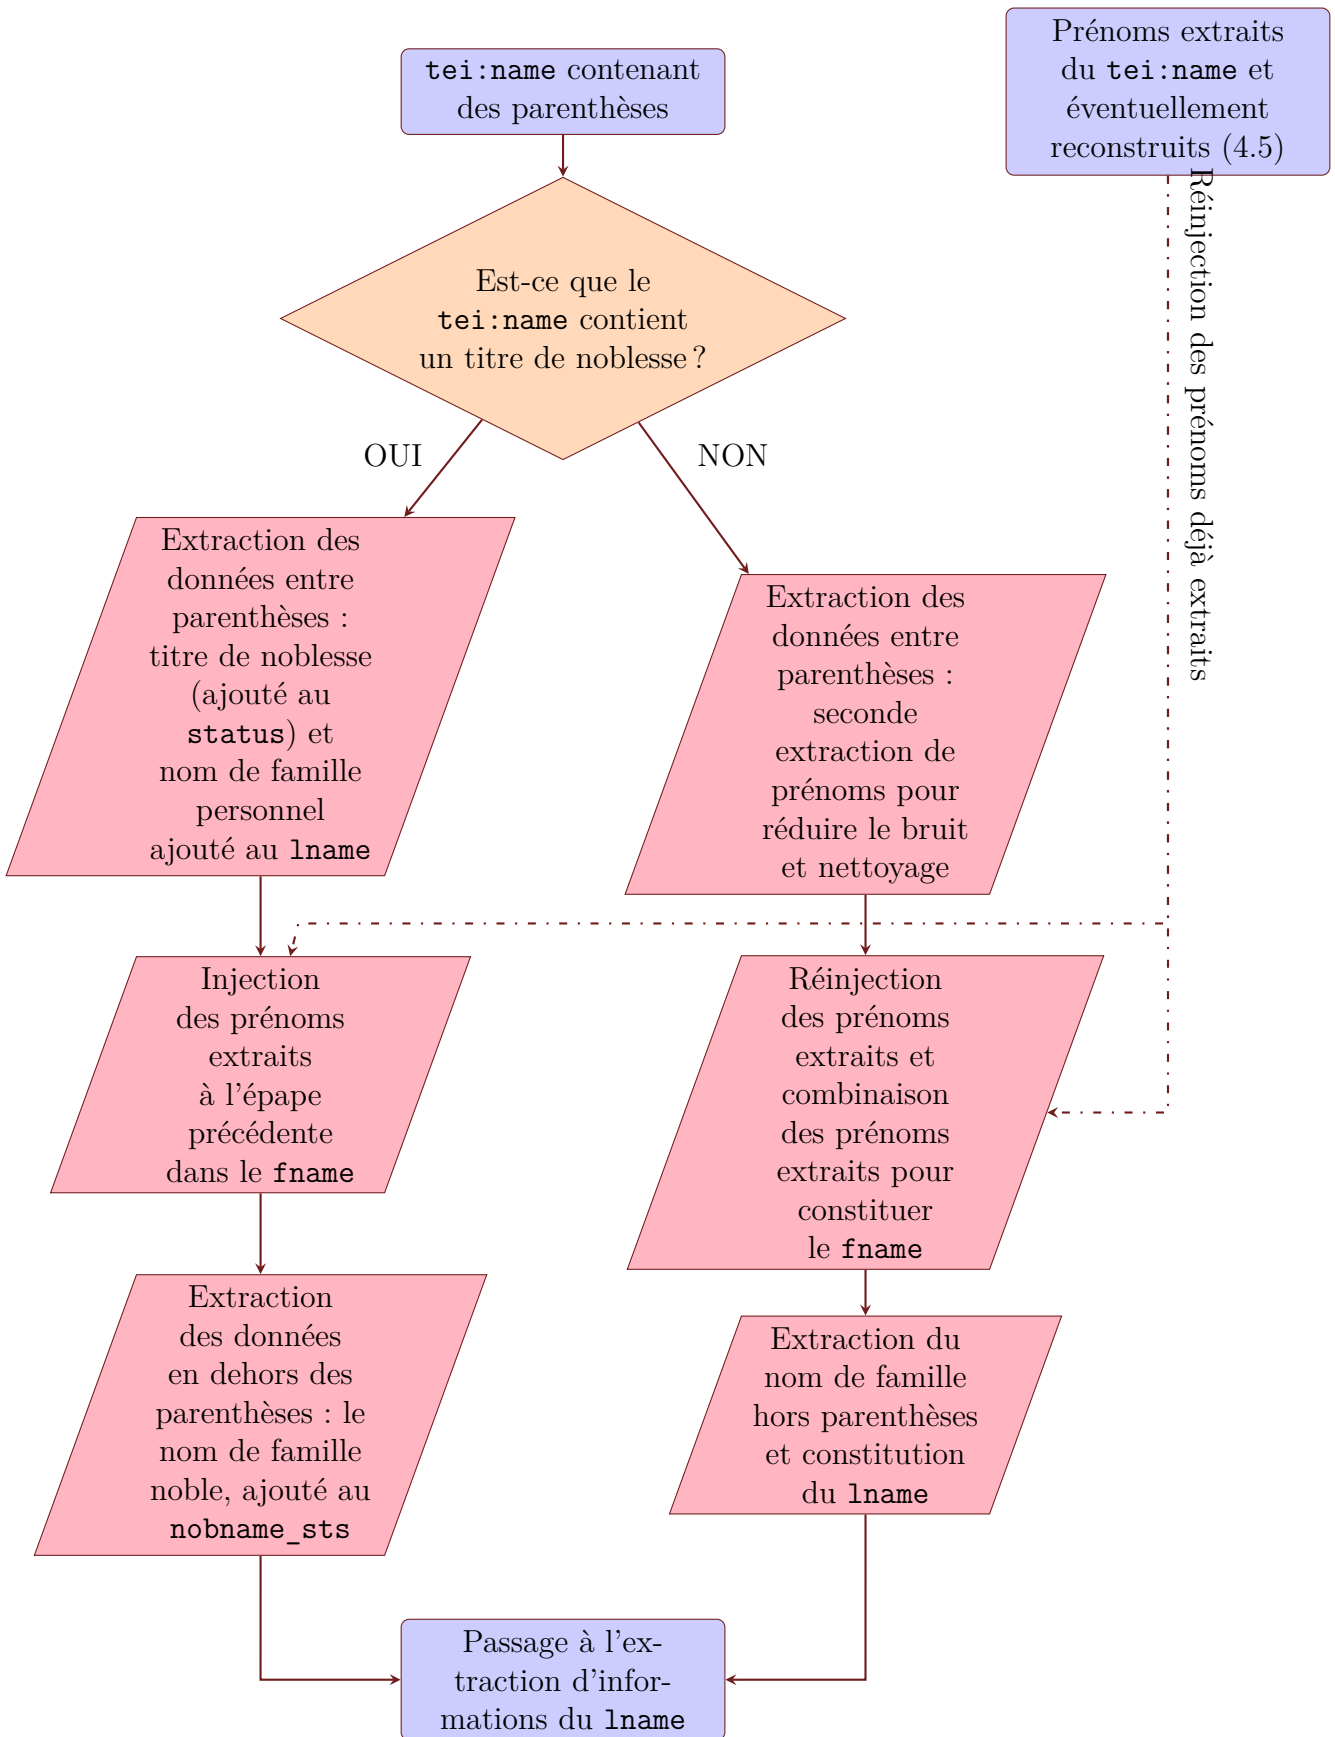 tei:name contenant
des parenthèses
Prénoms extraits
du tei:name et
éventuellement
reconstruits (4.5)
Réinjection des prénoms déjà extraits
Est-ce que le
tei:name contient
un titre de noblesse ?
OUI
NON
Extraction des
données entre
parenthèses :
titre de noblesse
(ajouté au
status) et
nom de famille
personnel
ajouté au lname
Extraction des
données entre
parenthèses :
seconde
extraction de
prénoms pour
réduire le bruit
et nettoyage
Injection
des prénoms
extraits
à l'épape
précédente
dans le fname
Réinjection
des prénoms
extraits et
combinaison
des prénoms
extraits pour
constituer
le fname
Extraction
des données
en dehors des
parenthèses : le
nom de famille
noble, ajouté au
nobname_sts
Extraction du
nom de famille
hors parenthèses
et constitution
du lname
Passage à l'ex-
traction d'infor-
mations du lname